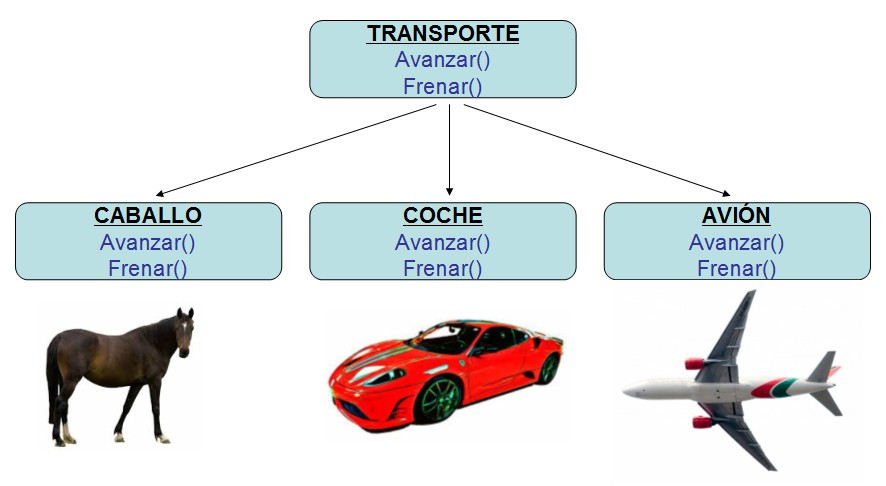 TRANSPORTE
Avanzar()
Frenar()
CABALLO
Avanzar()
Frenar()
COCHE
Avanzar()
Frenar()
AVIÓN
Avanzar()
Frenar()